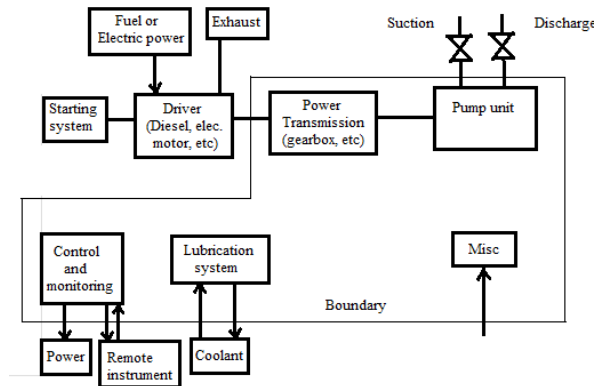 Fuel or
Electric power
Exhaust
Suction
Discharge
Starting
system
Driver
(Diesel, elec.
motor, etc)
Power
Transmission
(gearbox, etc)
Pump unit
Control
and
monitoring
Lubrication
system
Misc
Boundary
Power
Remote
instrument
Coolant